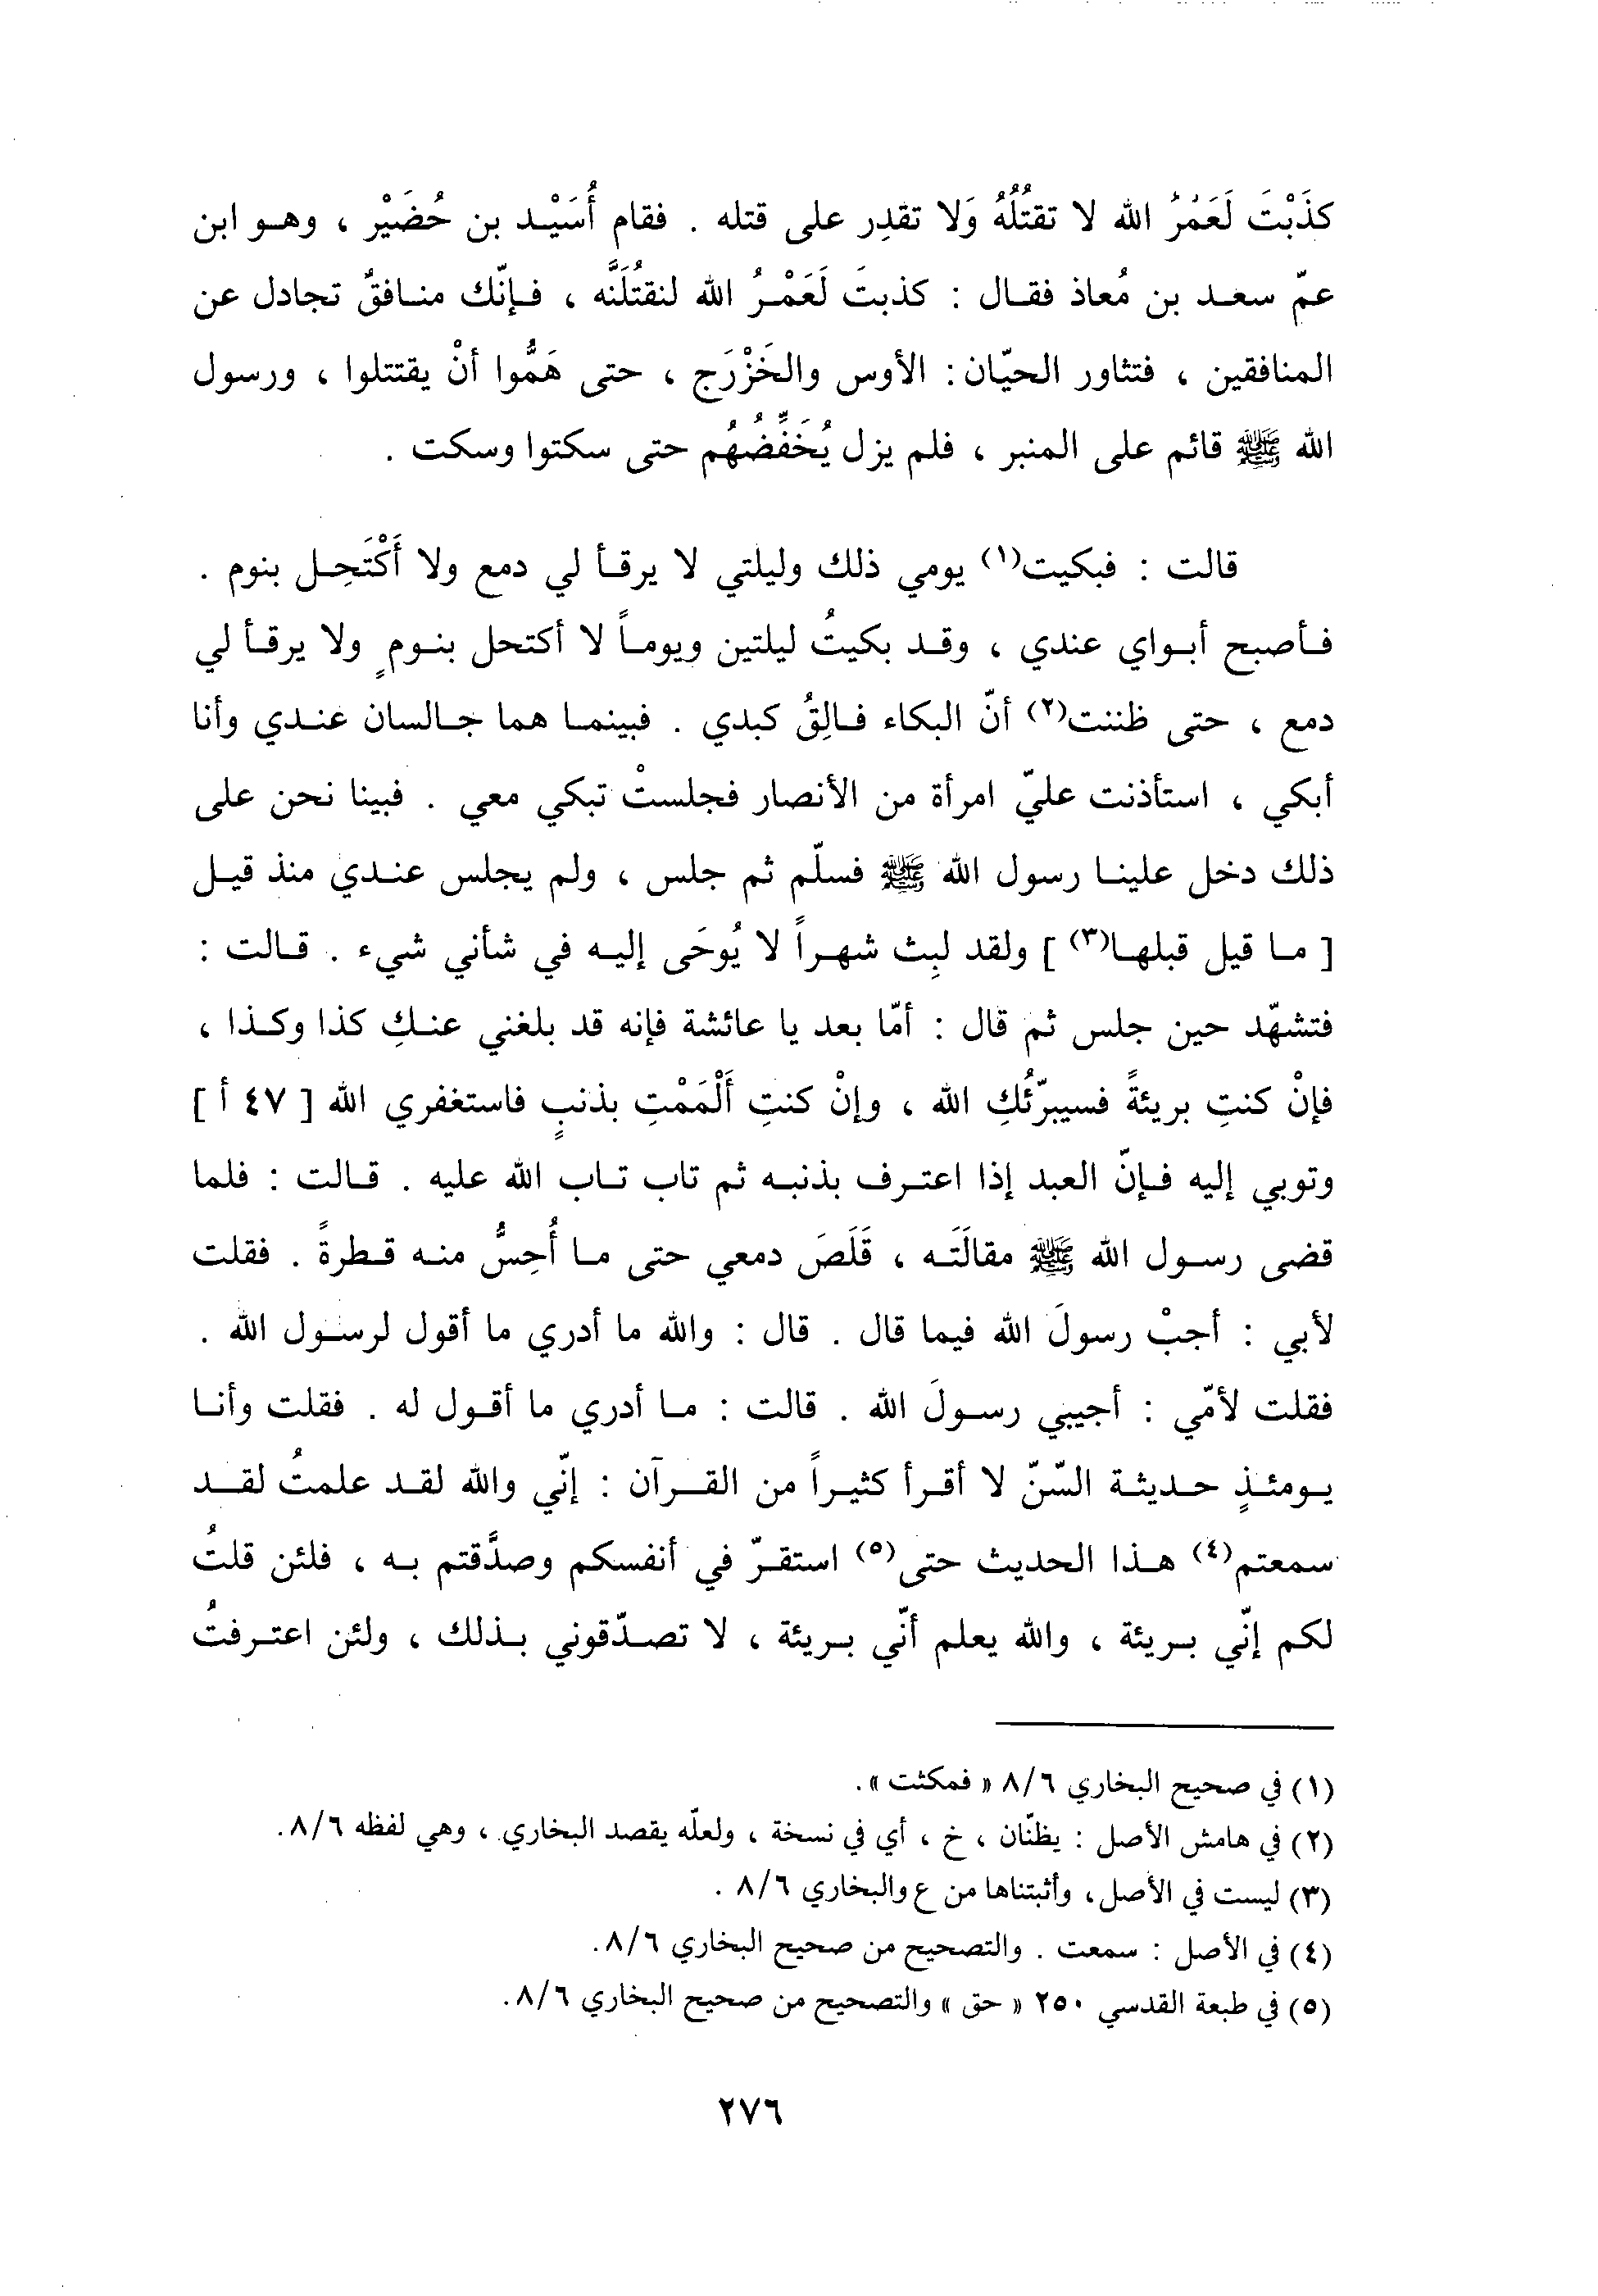 كذَبْتَ لَعَمْرُ الله لا تقتُلُهُ وَلا تقدِر على قتله . فقام أُسَيْد بن حُضَيْر ، وهو ابن
عمّ سعد بن مُعاذ فقال : كذبتَ لَعَمْرُ الله لنقتُلَنَّه ، فإنّك منافقٌ تجادل عن
المنافقين ، فتثاور الحيّان : الأوس والخَزْرَج ، حتى هَمُّوا أنْ يقتتلوا ، ورسول
الله ﷺ قائم على المنبر ، فلم يزل يُخَفِّضُهُم حتى سكتوا وسكت .
قالت : فبكيت(١) يومي ذلك وليلتي لا يرقأ لي دمع ولا أَكْتَحِل بنوم .
فأصبح أبواي عندي ، وقد بكيتُ ليلتين ويوماً لا أكتحل بنومٍ ولا يرقأ لي
دمع ، حتى ظننت(٢) أنّ البكاء فالِقُ كبدي . فبينما هما جالسان عندي وأنا
أبكي ، استأذنت عليّ امرأة من الأنصار فجلستْ تبكي معي . فبينا نحن على
ذلك دخل علينا رسول الله ﷺ فسلّم ثم جلس ، ولم يجلس عندي منذ قيل
[ ما قيل قبلها(٣) ] ولقد لبِث شهراً لا يُوحَى إليه في شأني شيء . قالت :
فتشهّد حين جلس ثم قال : أمّا بعد يا عائشة فإنه قد بلغني عنكِ كذا وكذا ،
فإنْ كنتِ بريئةً فسيبرّئُكِ الله ، وإنْ كنتِ أَلْمَمْتِ بذنبٍ فاستغفري الله [ ٤٧ أ ]
وتوبي إليه فإنّ العبد إذا اعترف بذنبه ثم تاب تاب الله عليه . قالت : فلما
قضى رسول الله ﷺ مقالَتَه ، قَلَصَ دمعي حتى ما أُحِسُّ منه قطرةً . فقلت
لأبي : أجبْ رسولَ الله فيما قال . قال : والله ما أدري ما أقول لرسول الله .
فقلت لأمّي : أجيبي رسولَ الله . قالت : ما أدري ما أقول له . فقلت وأنا
يومئذٍ حديثة السّنّ لا أقرأ كثيراً من القرآن : إنّي والله لقد علمتُ لقد
سمعتم(٤) هذا الحديث حتى(٥) استقرّ في أنفسكم وصدَّقتم به ، فلئن قلتُ
لكم إنّي بريئة ، والله يعلم أنّي بريئة ، لا تصدّقوني بذلك ، ولئن اعترفتُ
(١) في صحيح البخاري ٨/٦ « فمكثت ».
(٢) في هامش الأصل : يظنّان ، خ ، أي في نسخة ، ولعلّه يقصد البخاري ، وهي لفظه ٨/٦.
(٣) ليست في الأصل، وأثبتناها من ع والبخاري ٨/٦ .
(٤) في الأصل : سمعت . والتصحيح من صحيح البخاري ٨/٦.
(٥) في طبعة القدسي ٢٥٠ « حق » والتصحيح من صحيح البخاري ٨/٦.
٢٧٦